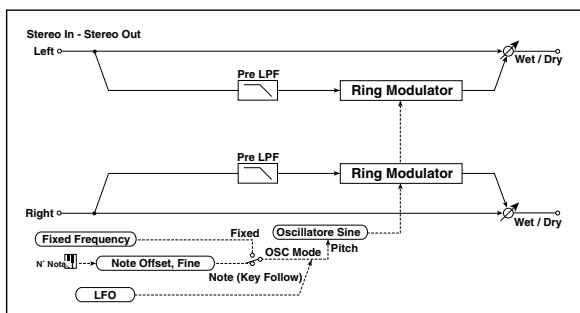 Stereo In - Stereo Out
Left
Wet / Dry
Pre LPF
Ring Modulator
Pre LPF
Ring Modulator
Right
Wet / Dry
Fixed
Oscillatore Sine
Fixed Frequency
OSC Mode
Pitch
N° Nota
Note Offset, Fine
Note (Key Follow)
LFO